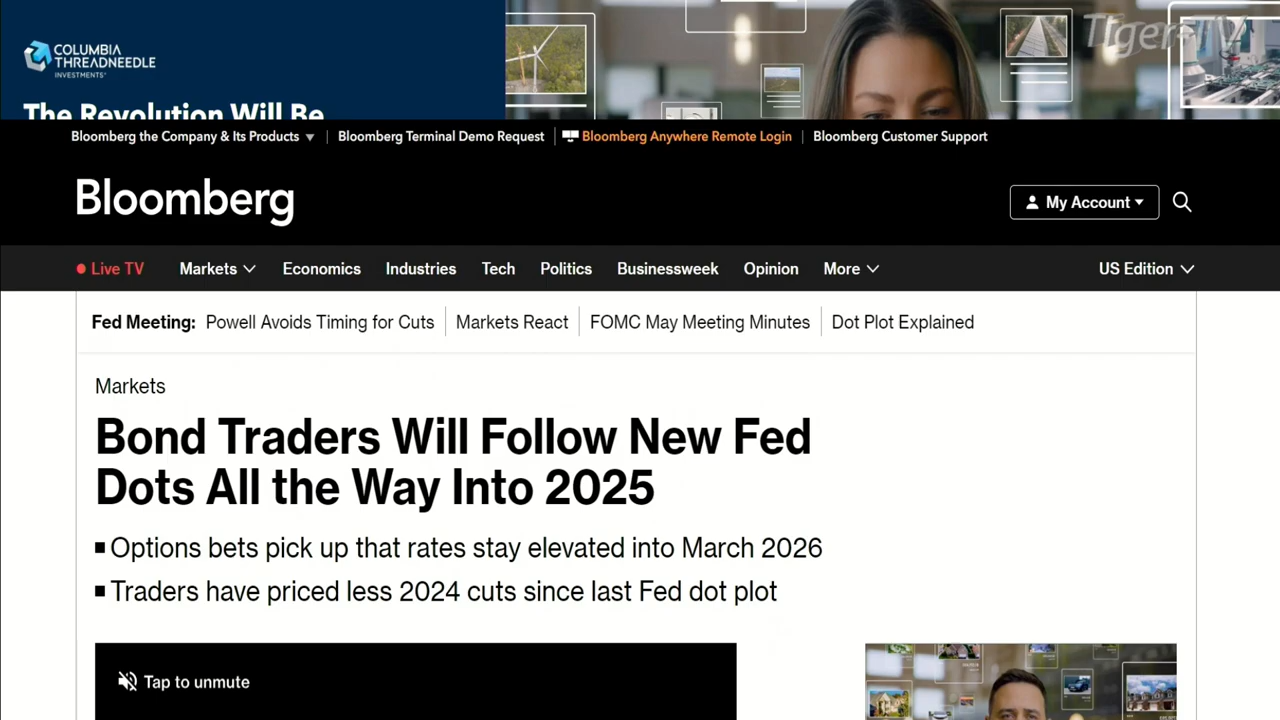 COLUMBIA
THREADNEEDLE
INVESTMENTS
The Revolution Will Be
Tiger TV
Bloomberg the Company & Its Products
Bloomberg Terminal Demo Request
Bloomberg Anywhere Remote Login
Bloomberg Customer Support
Bloomberg
My Account
Live TV
Markets
Economics
Industries
Tech
Politics
Businessweek
Opinion
More
US Edition
Fed Meeting:
Powell Avoids Timing for Cuts
Markets React
FOMC May Meeting Minutes
Dot Plot Explained
Markets
Bond Traders Will Follow New Fed
Dots All the Way Into 2025
■ Options bets pick up that rates stay elevated into March 2026
■ Traders have priced less 2024 cuts since last Fed dot plot
Tap to unmute